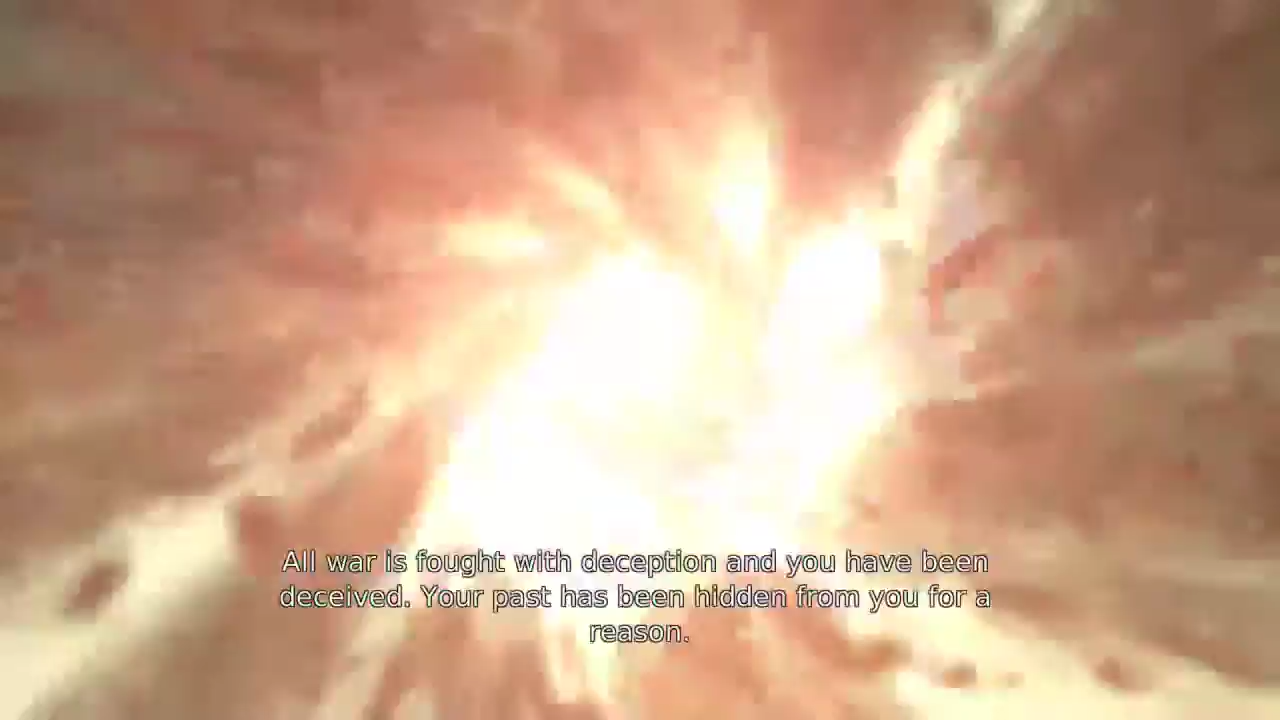 All war is fought with deception and you have been
deceived. Your past has been hidden from you for a
reason.